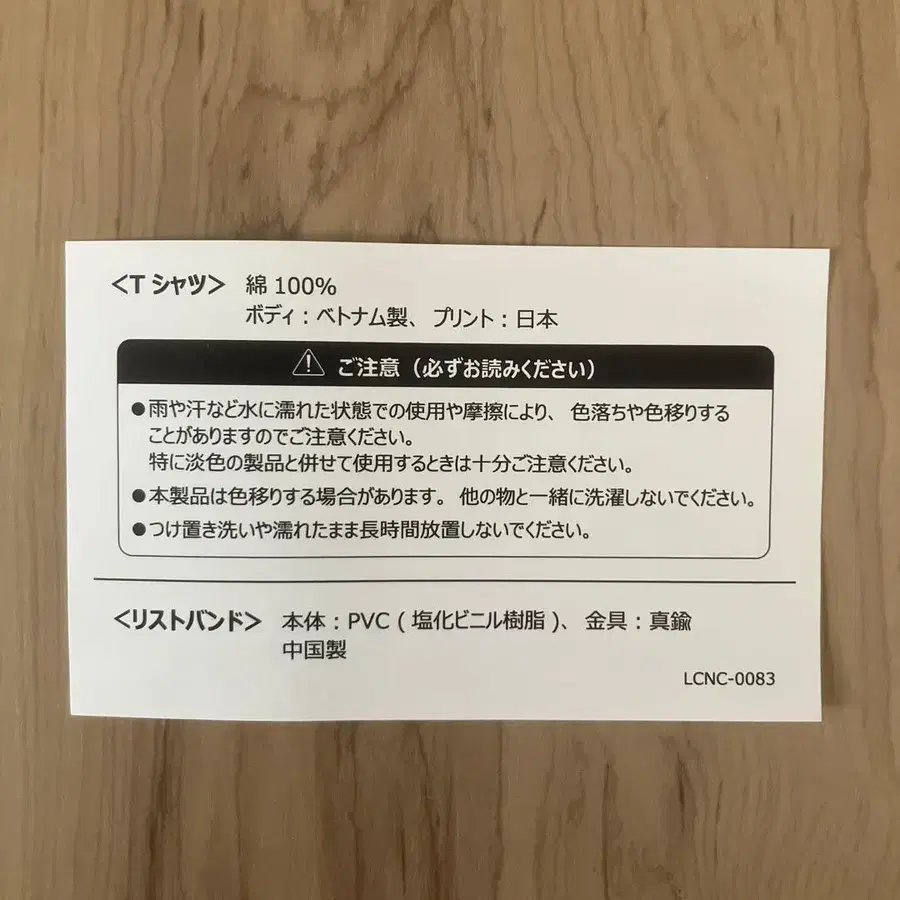 <Tシャツ> 綿100%
ボディ：ベトナム製、プリント：日本
⚠ ご注意（必ずお読みください）
●雨や汗など水に濡れた状態での使用や摩擦により、色落ちや色移りする
ことがありますのでご注意ください。
特に淡色の製品と併せて使用するときは十分ご注意ください。
●本製品は色移りする場合があります。他の物と一緒に洗濯しないでください。
●つけ置き洗いや濡れたまま長時間放置しないでください。
<リストバンド> 本体：PVC(塩化ビニル樹脂)、金具：真鍮
中国製
LCNC-0083